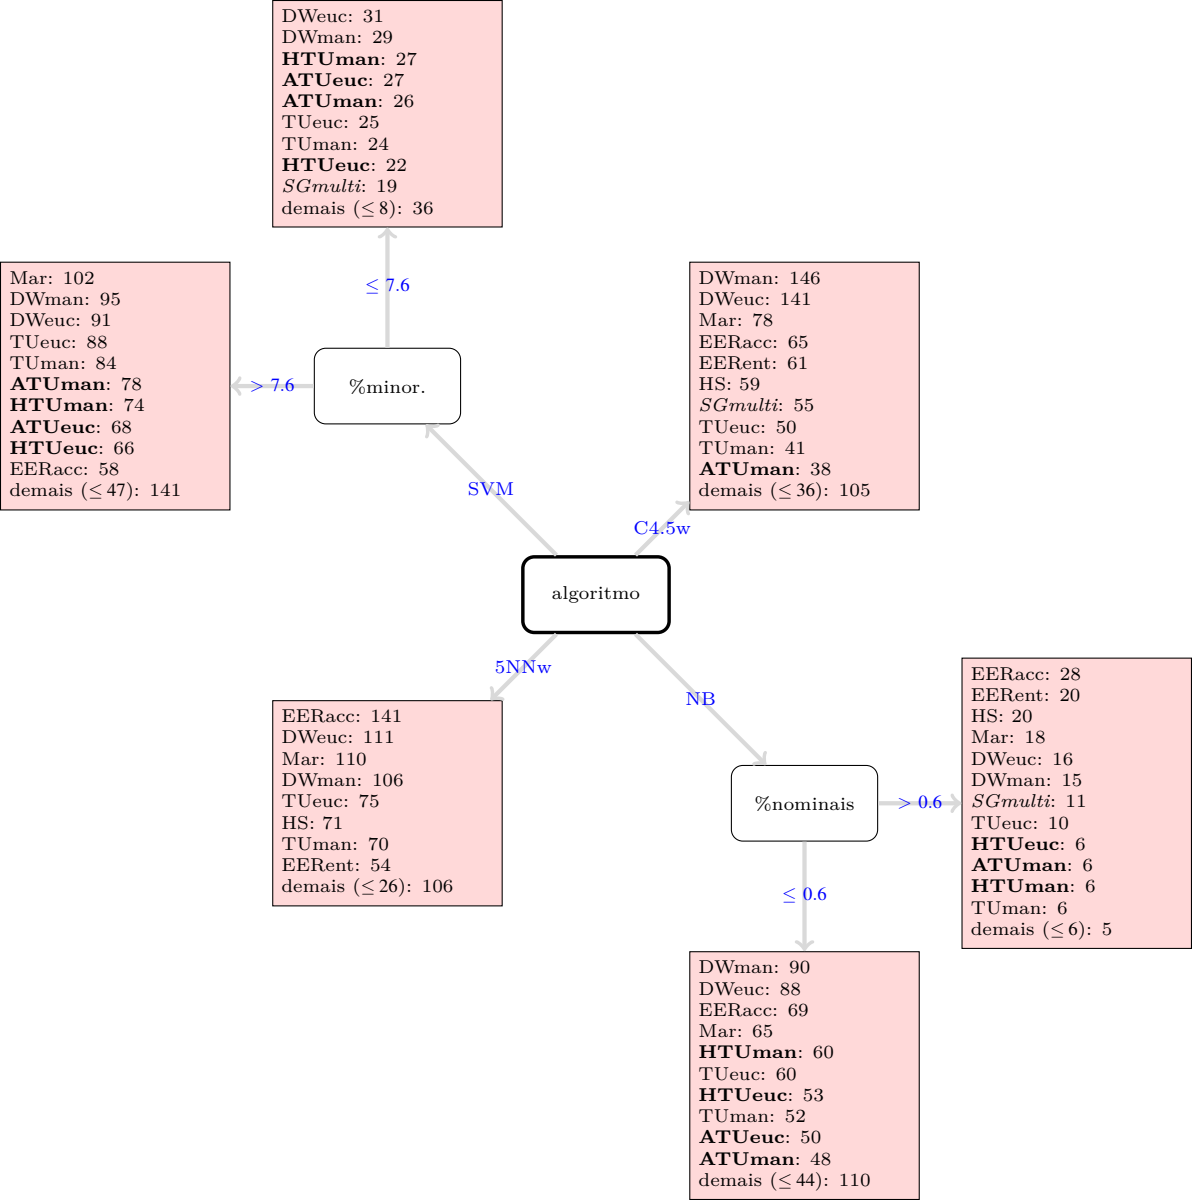 DWeuc: 31
DWman: 29
HTUman: 27
ATUeuc: 27
ATUman: 26
TUeuc: 25
TUman: 24
HTUeuc: 22
SGmulti: 19
demais (≤8): 36
≤ 7.6
Mar: 102
DWman: 95
DWeuc: 91
TUeuc: 88
TUman: 84
ATUman: 78
HTUman: 74
ATUeuc: 68
HTUeuc: 66
EERacc: 58
demais (≤47): 141
> 7.6
%minor.
SVM
DWman: 146
DWeuc: 141
Mar: 78
EERacc: 65
EERent: 61
HS: 59
SGmulti: 55
TUeuc: 50
TUman: 41
ATUman: 38
demais (≤36): 105
C4.5w
algoritmo
5NNw
EERacc: 141
DWeuc: 111
Mar: 110
DWman: 106
TUeuc: 75
HS: 71
TUman: 70
EERent: 54
demais (≤26): 106
NB
%nominais
> 0.6
EERacc: 28
EERent: 20
HS: 20
Mar: 18
DWeuc: 16
DWman: 15
SGmulti: 11
TUeuc: 10
HTUeuc: 6
ATUman: 6
HTUman: 6
TUman: 6
demais (≤6): 5
≤ 0.6
DWman: 90
DWeuc: 88
EERacc: 69
Mar: 65
HTUman: 60
TUeuc: 60
HTUeuc: 53
TUman: 52
ATUeuc: 50
ATUman: 48
demais (≤44): 110